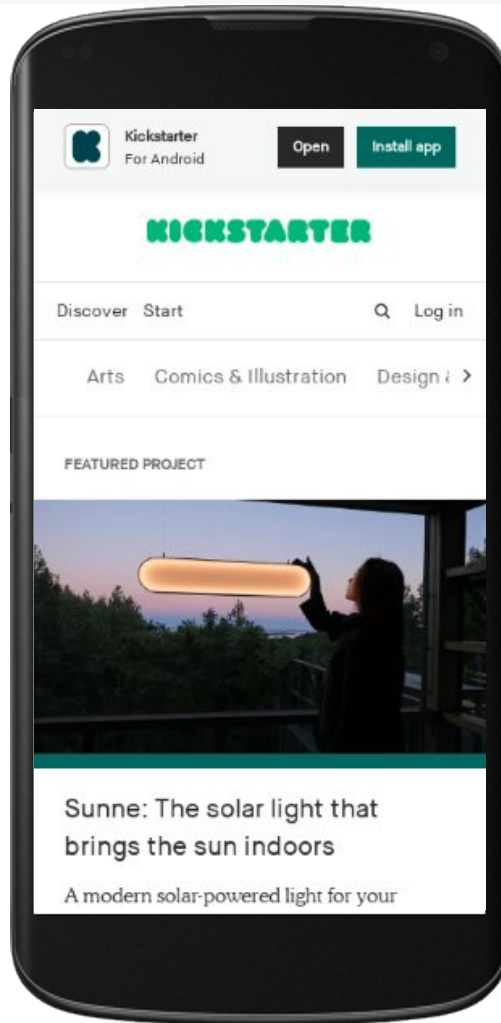 Kickstarter
For Android
Open
Install app
KICKSTARTER
Discover Start Log in
Arts Comics & Illustration Design &
FEATURED PROJECT
Sunne: The solar light that
brings the sun indoors
A modern solar-powered light for your